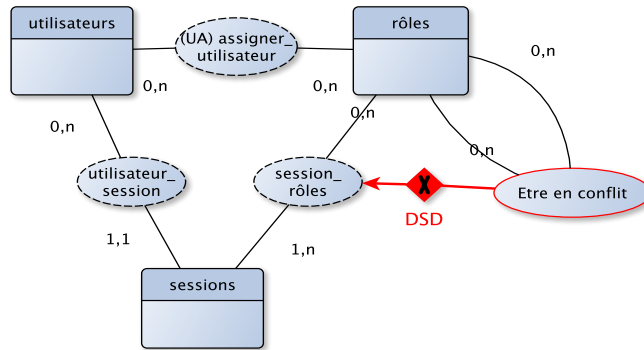 utilisateurs
(UA) assigner_
utilisateur
rôles
0,n
0,n
0,n
0,n
0,n
0,n
utilisateur_
session
session_
rôles
X
Etre en conflit
DSD
1,1
1,n
sessions